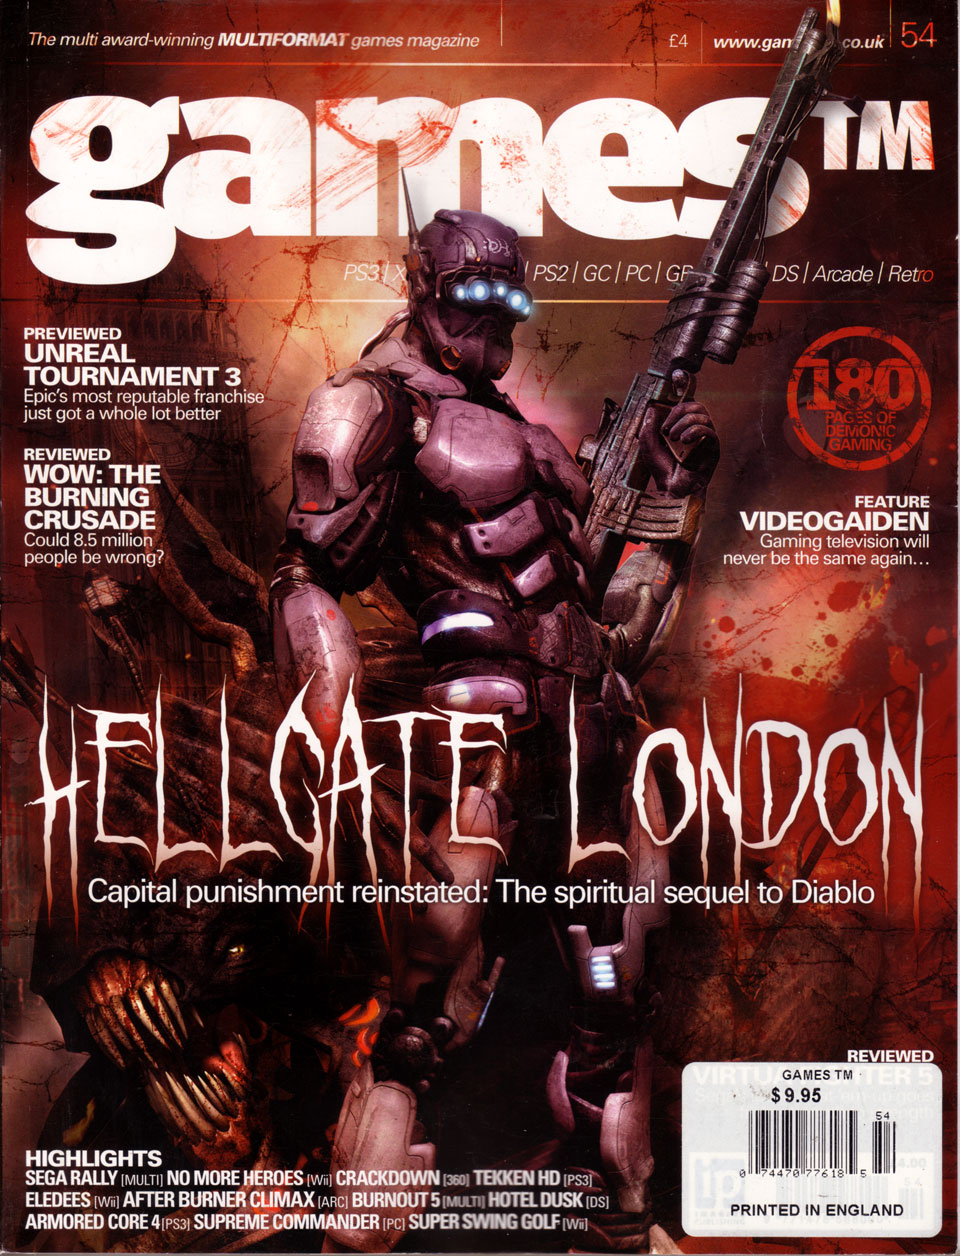 The multi award-winning MULTIFORMAT games magazine
£4
54
games™
PS3 | PS2 | GC | PC | DS | Arcade | Retro
PREVIEWED
UNREAL
TOURNAMENT 3
Epic's most reputable franchise
just got a whole lot better
180
PAGES OF
DEMONIC
GAMING
REVIEWED
WOW: THE
BURNING
CRUSADE
Could 8.5 million
people be wrong?
FEATURE
VIDEOGAIDEN
Gaming television will
never be the same again...
HELLGATE LONDON
Capital punishment reinstated: The spiritual sequel to Diablo
REVIEWED
GAMES TM
$9.95
54
0 74470 77618 5
PRINTED IN ENGLAND
HIGHLIGHTS
SEGA RALLY [MULTI] NO MORE HEROES [Wii] CRACKDOWN [360] TEKKEN HD [PS3]
ELEDEES [Wii] AFTER BURNER CLIMAX [ARC] BURNOUT 5 [MULTI] HOTEL DUSK [DS]
ARMORED CORE 4 [PS3] SUPREME COMMANDER [PC] SUPER SWING GOLF [Wii]